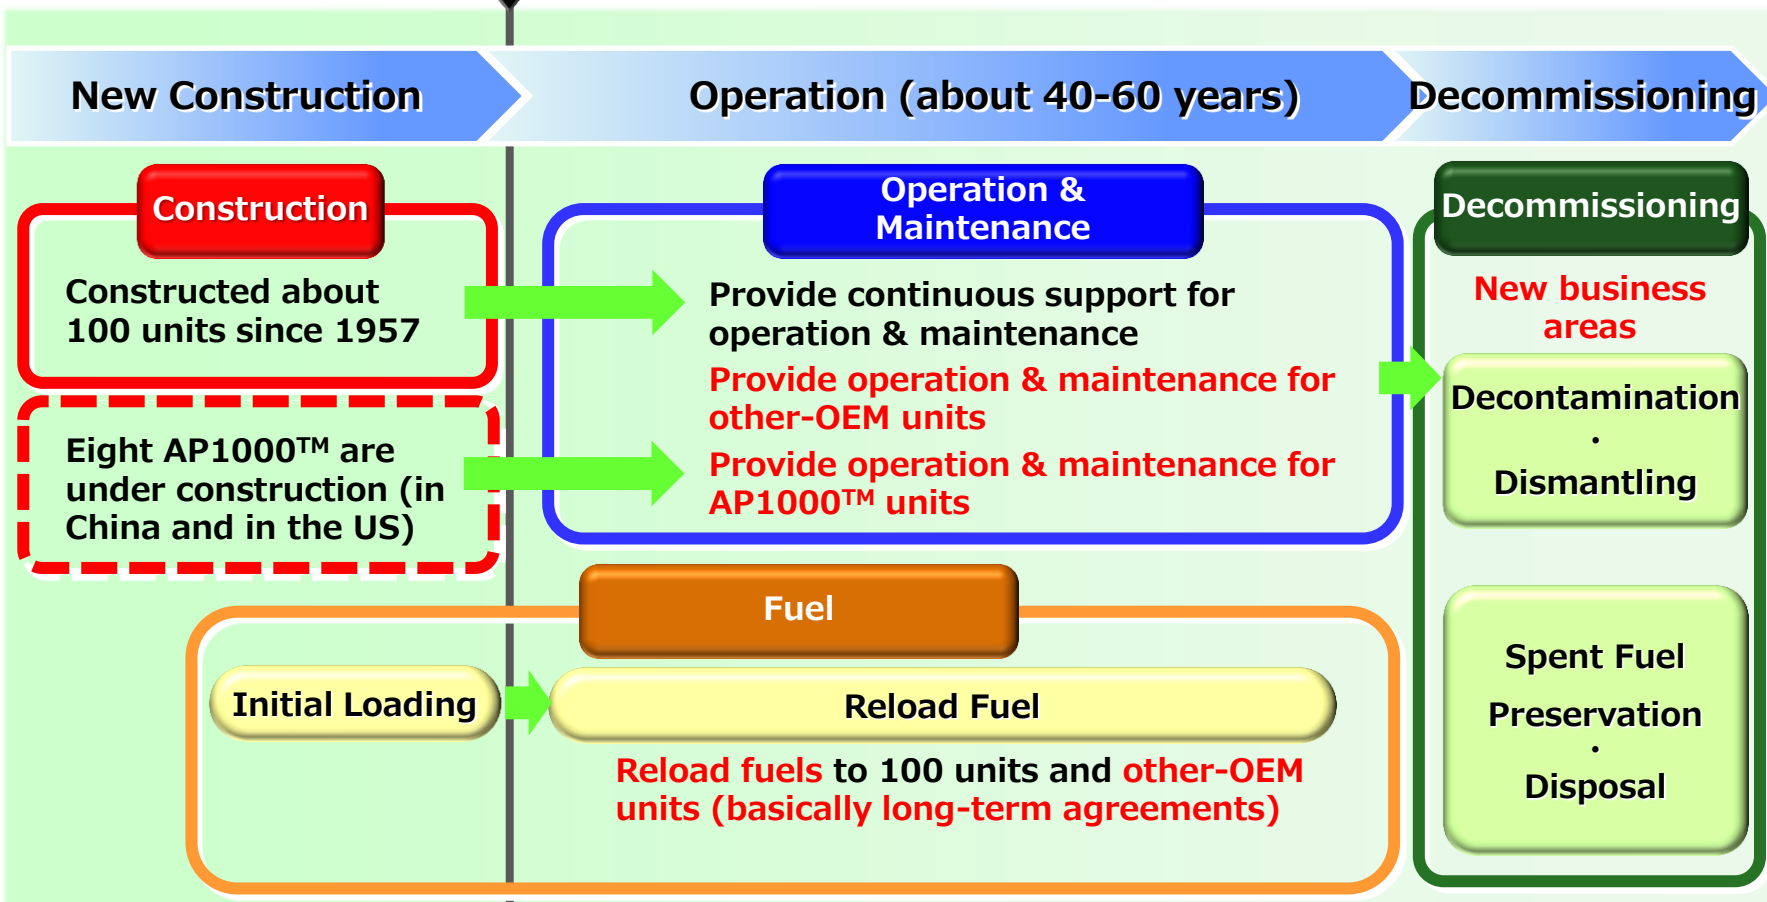 New Construction
Operation (about 40-60 years)
Decommissioning
Construction
Constructed about
100 units since 1957
Eight AP1000™ are
under construction (in
China and in the US)
Operation &
Maintenance
Provide continuous support for
operation & maintenance
Provide operation & maintenance for
other-OEM units
Provide operation & maintenance for
AP1000™ units
Decommissioning
New business
areas
Decontamination
·
Dismantling
Spent Fuel
Preservation
·
Disposal
Fuel
Initial Loading
Reload Fuel
Reload fuels to 100 units and other-OEM
units (basically long-term agreements)